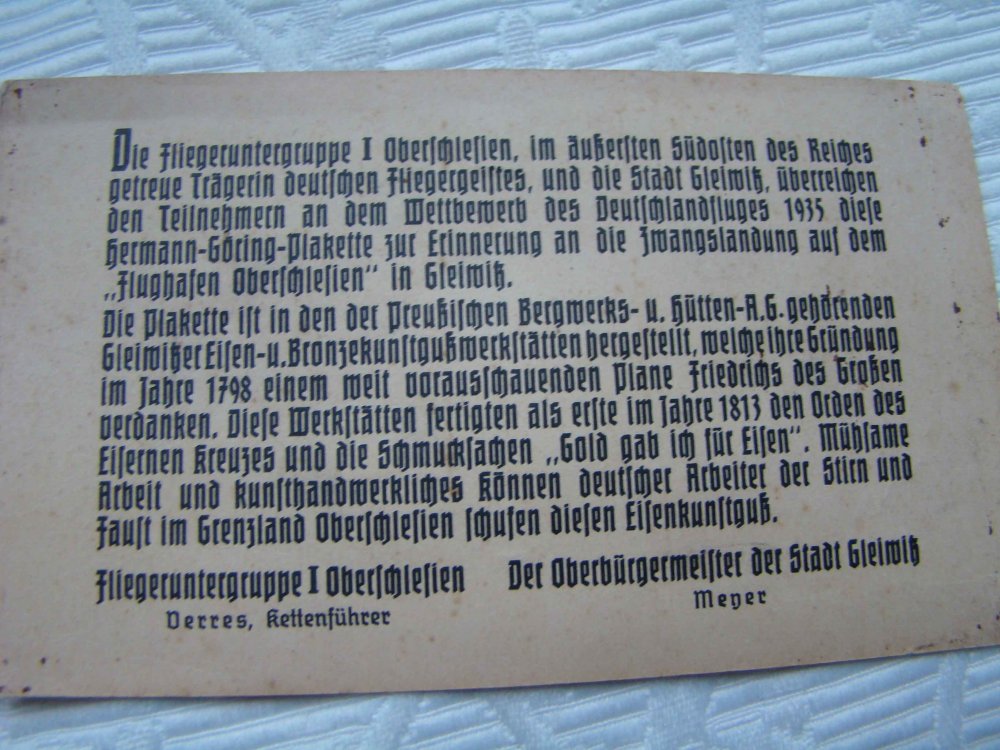 Die Fliegeruntergruppe I Oberschlesien, im äußersten Südosten des Reiches
getreue Trägerin deutschen Fliegergeistes, und die Stadt Gleiwitz, überreichen
den Teilnehmern an dem Wettbewerb des Deutschlandfluges 1935 diese
Hermann-Göring-Plakette zur Erinnerung an die Zwangslandung auf dem
„Flughafen Oberschlesien“ in Gleiwitz.
Die Plakette ist in den der Preußischen Bergwerks- u. Hütten-A.G. gehörenden
Gleiwitzer Eisen- u. Bronzekunstgußwerkstätten hergestellt, welche ihre Gründung
im Jahre 1798 einem weit vorausschauenden Plane Friedrichs des Großen
verdanken. Diese Werkstätten fertigten als erste im Jahre 1813 den Orden des
Eisernen Kreuzes und die Schmucksachen „Gold gab ich für Eisen“. Mühsame
Arbeit und kunsthandwerkliches Können deutscher Arbeiter der Stirn und
Faust im Grenzland Oberschlesien schufen diesen Eisenkunstguß.
Fliegeruntergruppe I Oberschlesien Der Oberbürgermeister der Stadt Gleiwitz
Verres, Kettenführer Meyer